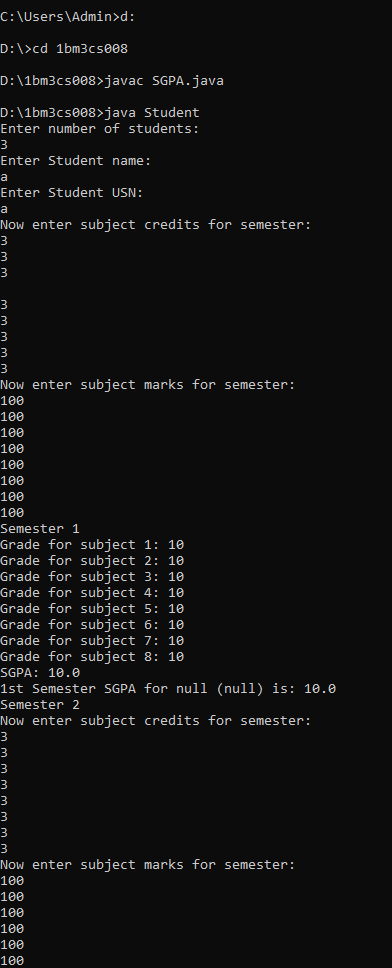 C:\Users\Admin>d:
D:\>cd 1bm3cs008
D:\1bm3cs008>javac SGPA.java
D:\1bm3cs008>java Student
Enter number of students:
3
Enter Student name:
a
Enter Student USN:
a
Now enter subject credits for semester:
3
3
3
3
3
3
3
3
Now enter subject marks for semester:
100
100
100
100
100
100
100
100
Semester 1
Grade for subject 1: 10
Grade for subject 2: 10
Grade for subject 3: 10
Grade for subject 4: 10
Grade for subject 5: 10
Grade for subject 6: 10
Grade for subject 7: 10
Grade for subject 8: 10
SGPA: 10.0
1st Semester SGPA for null (null) is: 10.0
Semester 2
Now enter subject credits for semester:
3
3
3
3
3
3
3
3
Now enter subject marks for semester:
100
100
100
100
100
100